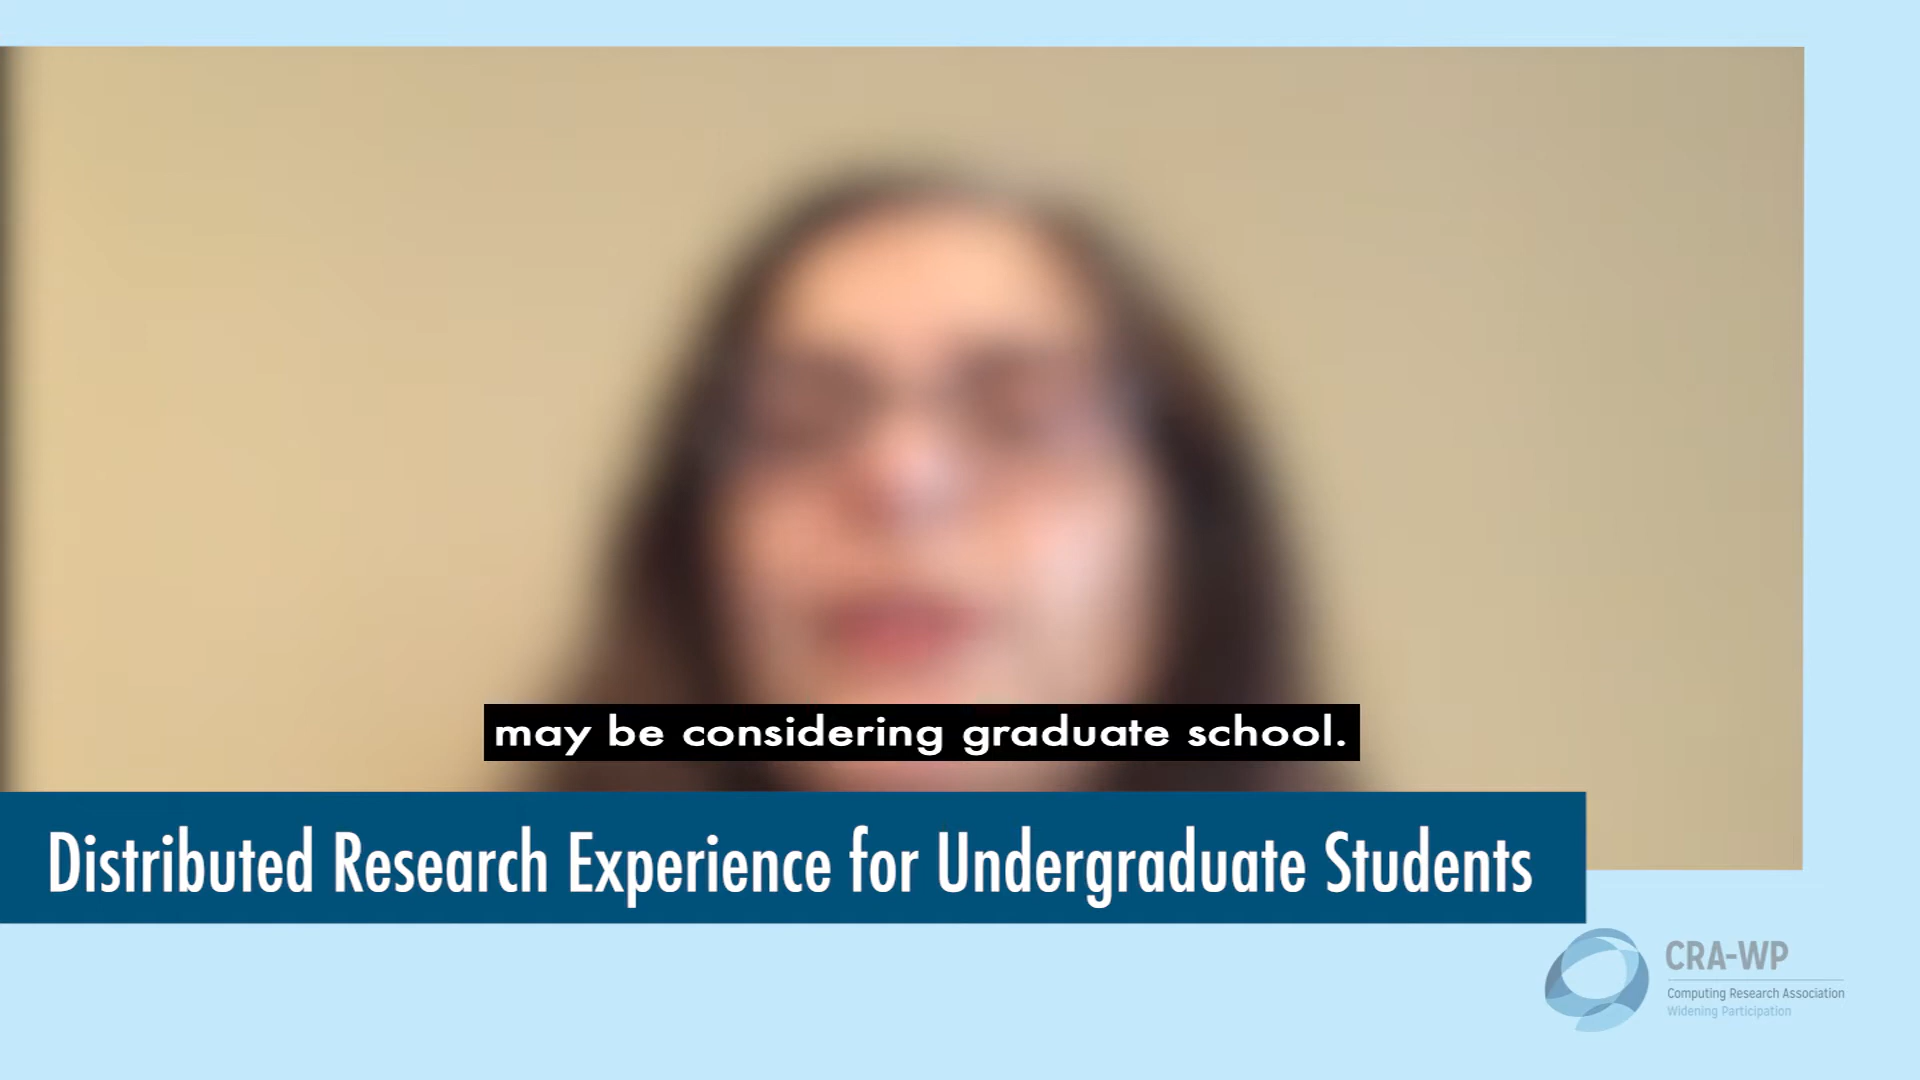 may be considering graduate school.
Distributed Research Experience for Undergraduate Students
CRA-WP
Computing Research Association
Widening Participation